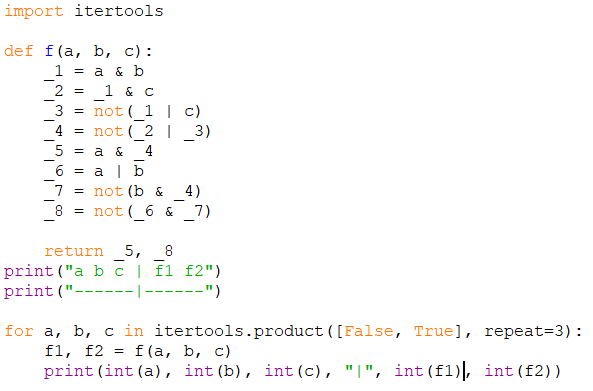 import itertools

def f(a, b, c):
    _1 = a & b
    _2 = _1 & c
    _3 = not(_1 | c)
    _4 = not(_2 | _3)
    _5 = a & _4
    _6 = a | b
    _7 = not(b & _4)
    _8 = not(_6 & _7)

    return _5, _8
print("a b c | f1 f2")
print("------|------")

for a, b, c in itertools.product([False, True], repeat=3):
    f1, f2 = f(a, b, c)
    print(int(a), int(b), int(c), "|", int(f1), int(f2))